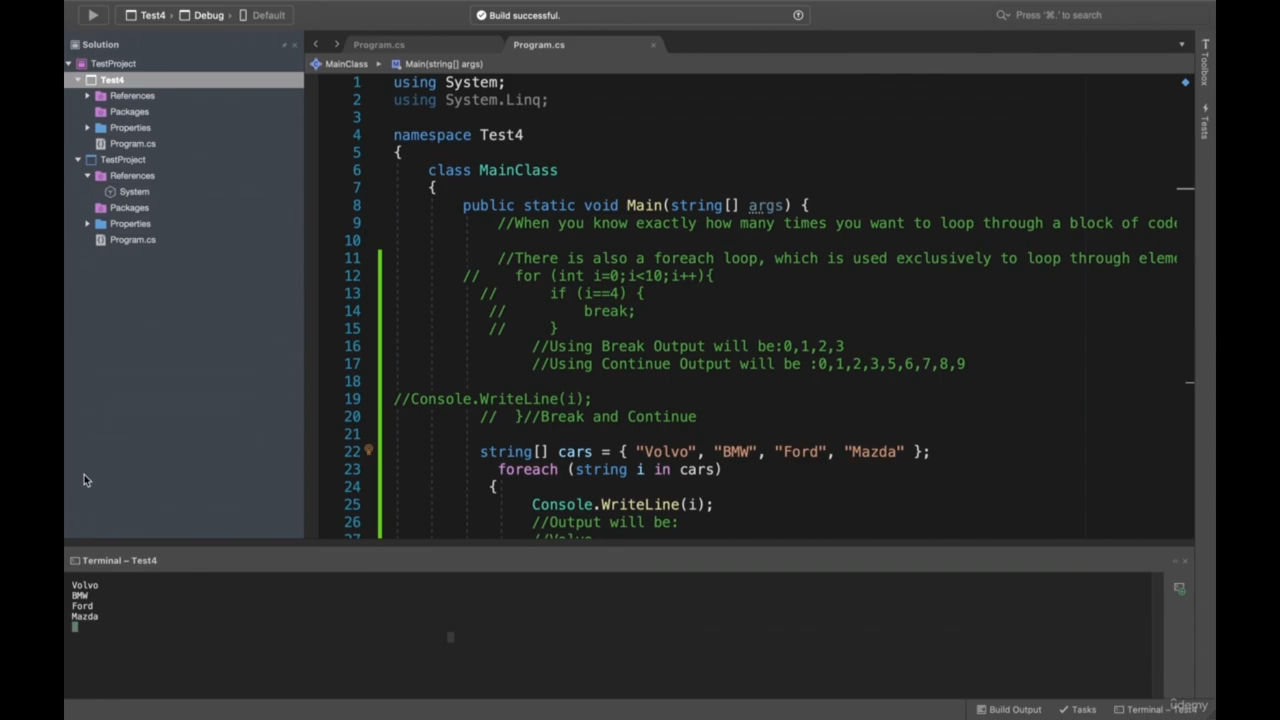 Test4 › Debug › Default
Build successful.
Press '⌘.' to search
Solution
TestProject
Test4
References
Packages
Properties
Program.cs
TestProject
References
System
Packages
Properties
Program.cs
Program.cs
Program.cs
MainClass
Main(string[] args)
1 using System;
2 using System.Linq;
3
4 namespace Test4
5 {
6 class MainClass
7 {
8 public static void Main(string[] args) {
9 //When you know exactly how many times you want to loop through a block of code
10
11 //There is also a foreach loop, which is used exclusively to loop through eleme
12 // for (int i=0;i<10;i++){
13 // if (i==4) {
14 // break;
15 // }
16 //Using Break Output will be:0,1,2,3
17 //Using Continue Output will be :0,1,2,3,5,6,7,8,9
18
19 //Console.WriteLine(i);
20 // }//Break and Continue
21
22 string[] cars = { "Volvo", "BMW", "Ford", "Mazda" };
23 foreach (string i in cars)
24 {
25 Console.WriteLine(i);
26 //Output will be:
27 //Volvo
Toolbox
Tests
Terminal – Test4
Volvo
BMW
Ford
Mazda
Build Output
Tasks
Terminal – Test4
ûdemy